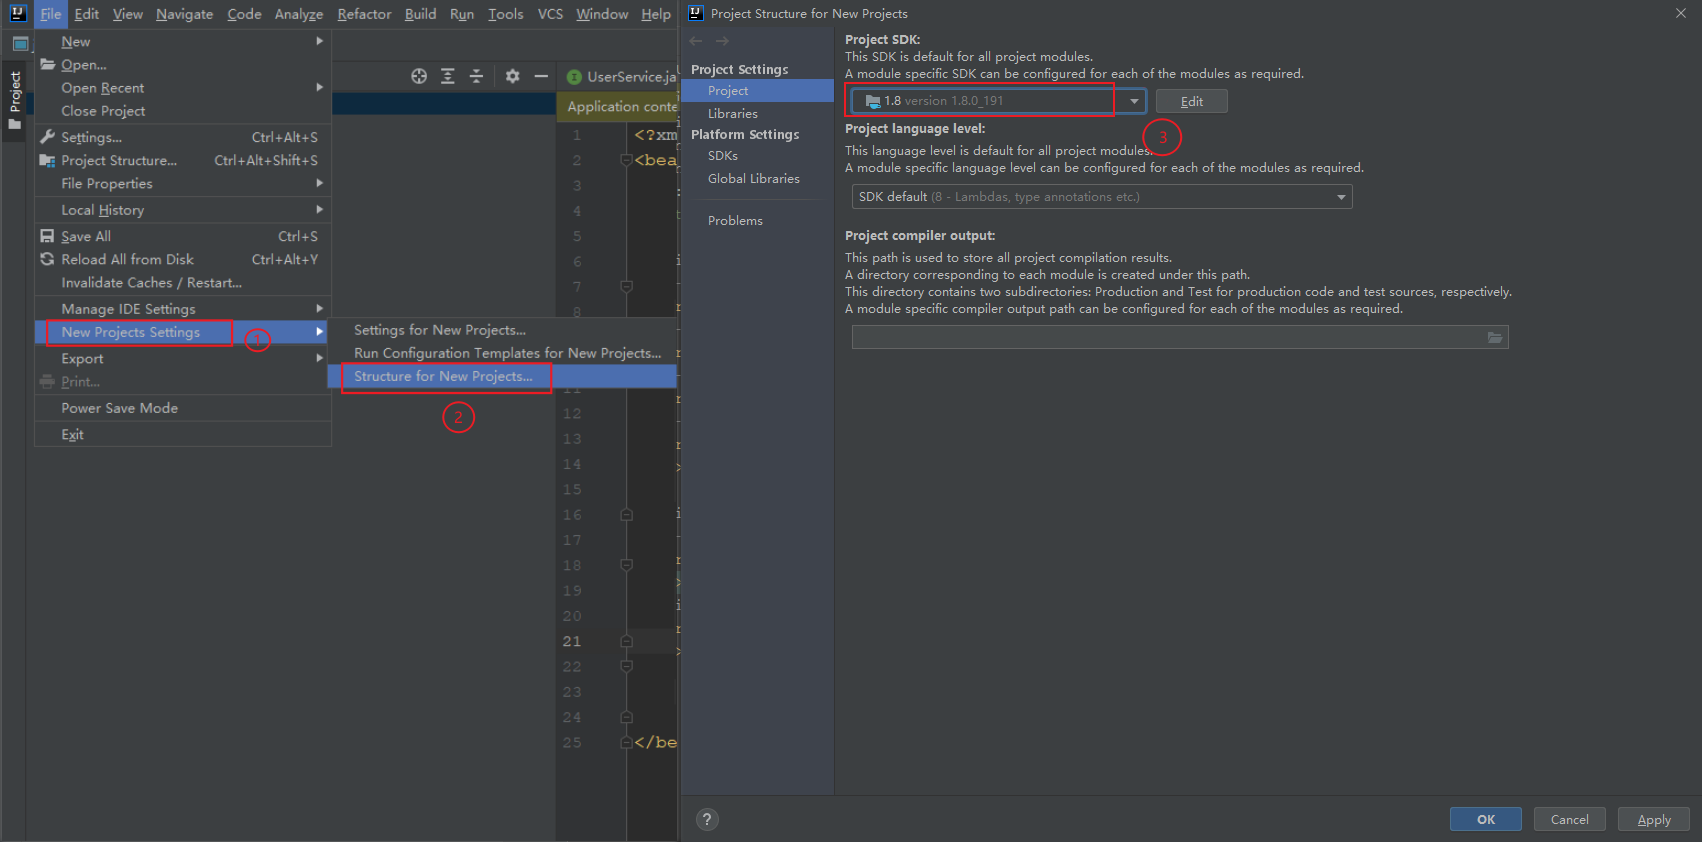 File Edit View Navigate Code Analyze Refactor Build Run Tools VCS Window Help
Project
New
Open...
Open Recent
Close Project
Settings... Ctrl+Alt+S
Project Structure... Ctrl+Alt+Shift+S
File Properties
Local History
Save All Ctrl+S
Reload All from Disk Ctrl+Alt+Y
Invalidate Caches / Restart...
Manage IDE Settings
New Projects Settings
1
Export
Print...
Power Save Mode
Exit
Settings for New Projects...
Run Configuration Templates for New Projects...
Structure for New Projects...
2
UserService.ja
Application conte
1 <?xm
2 <bea
3
4
5
6
7
8
11
12
13
14
15
16
17
18
19
20
21
22
23
24
25 </be
Project Structure for New Projects
Project Settings
Project
Libraries
Platform Settings
SDKs
Global Libraries
Problems
Project SDK:
This SDK is default for all project modules.
A module specific SDK can be configured for each of the modules as required.
1.8 version 1.8.0_191
Edit
3
Project language level:
This language level is default for all project modules.
A module specific language level can be configured for each of the modules as required.
SDK default (8 - Lambdas, type annotations etc.)
Project compiler output:
This path is used to store all project compilation results.
A directory corresponding to each module is created under this path.
This directory contains two subdirectories: Production and Test for production code and test sources, respectively.
A module specific compiler output path can be configured for each of the modules as required.
?
OK Cancel Apply